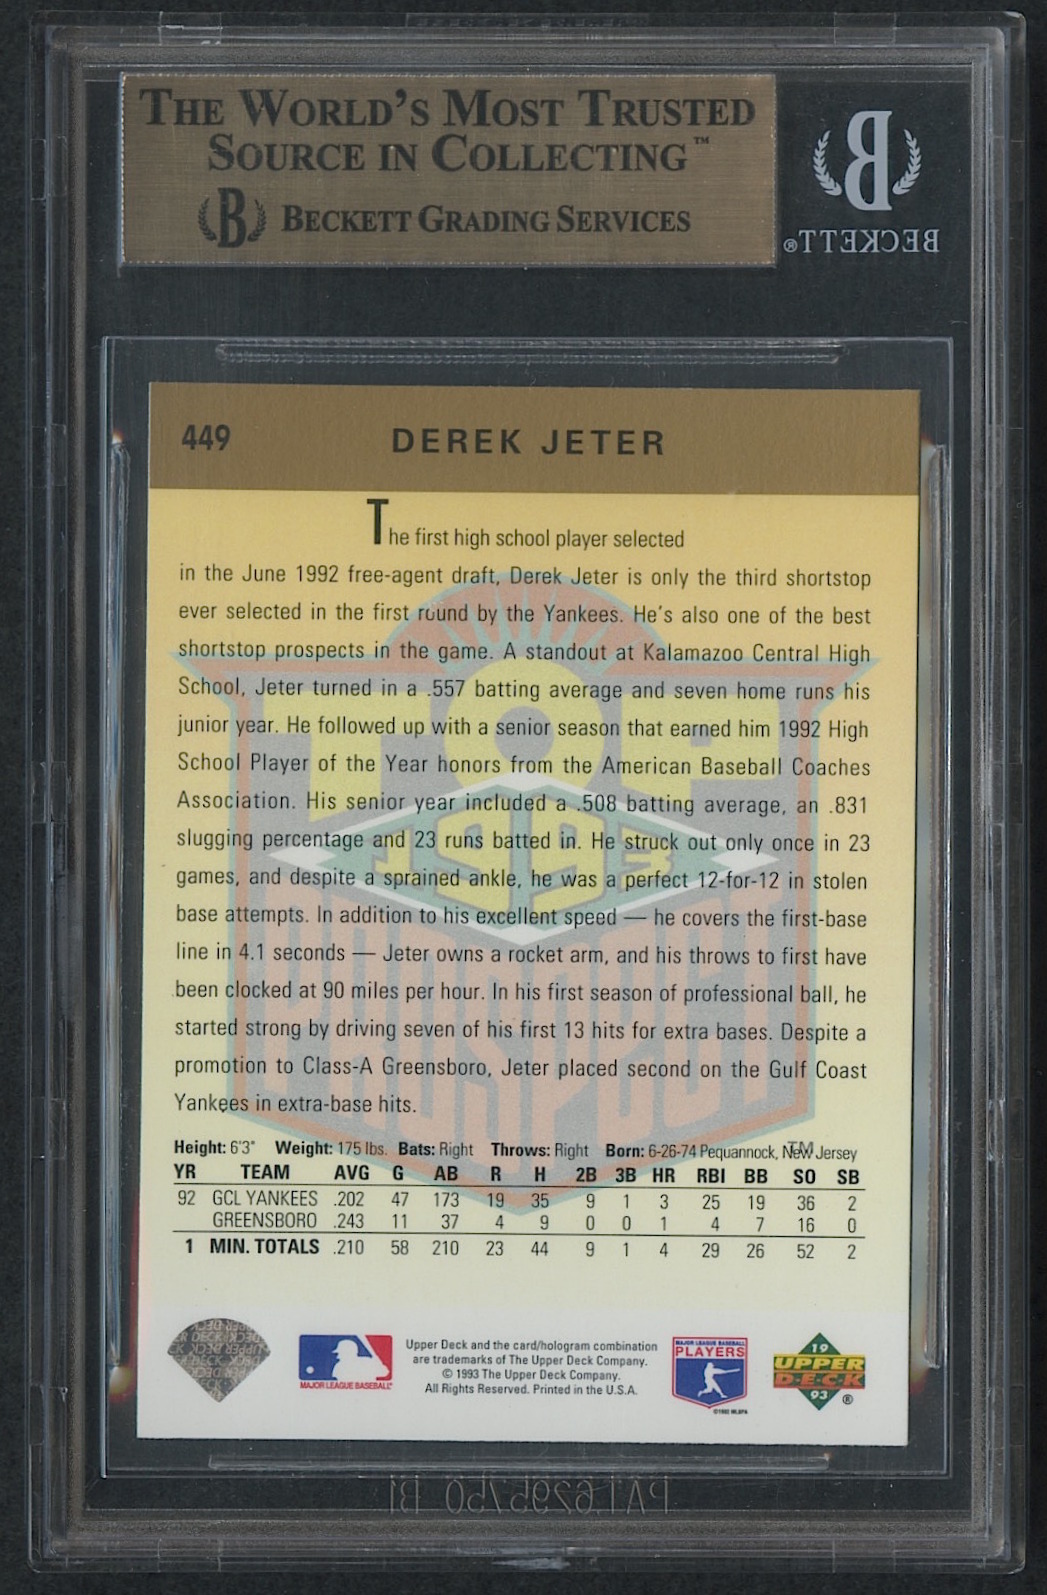 THE WORLD'S MOST TRUSTED
SOURCE IN COLLECTING™
B BECKETT GRADING SERVICES
B
BECKETT®
449 DEREK JETER
The first high school player selected
in the June 1992 free-agent draft, Derek Jeter is only the third shortstop
ever selected in the first round by the Yankees. He's also one of the best
shortstop prospects in the game. A standout at Kalamazoo Central High
School, Jeter turned in a .557 batting average and seven home runs his
junior year. He followed up with a senior season that earned him 1992 High
School Player of the Year honors from the American Baseball Coaches
Association. His senior year included a .508 batting average, an .831
slugging percentage and 23 runs batted in. He struck out only once in 23
games, and despite a sprained ankle, he was a perfect 12-for-12 in stolen
base attempts. In addition to his excellent speed — he covers the first-base
line in 4.1 seconds — Jeter owns a rocket arm, and his throws to first have
been clocked at 90 miles per hour. In his first season of professional ball, he
started strong by driving seven of his first 13 hits for extra bases. Despite a
promotion to Class-A Greensboro, Jeter placed second on the Gulf Coast
Yankees in extra-base hits.
TOP
1993
PROSPECT
TM
Height: 6'3" Weight: 175 lbs. Bats: Right Throws: Right Born: 6-26-74 Pequannock, New Jersey
YR TEAM AVG G AB R H 2B 3B HR RBI BB SO SB
92 GCL YANKEES .202 47 173 19 35 9 1 3 25 19 36 2
GREENSBORO .243 11 37 4 9 0 0 1 4 7 16 0
1 MIN. TOTALS .210 58 210 23 44 9 1 4 29 26 52 2
UPPER DECK
MAJOR LEAGUE BASEBALL
Upper Deck and the card/hologram combination
are trademarks of The Upper Deck Company.
© 1993 The Upper Deck Company.
All Rights Reserved. Printed in the U.S.A.
MAJOR LEAGUE BASEBALL
PLAYERS
©1992 MLBPA
19
UPPER
D·E·C·K
93 ®